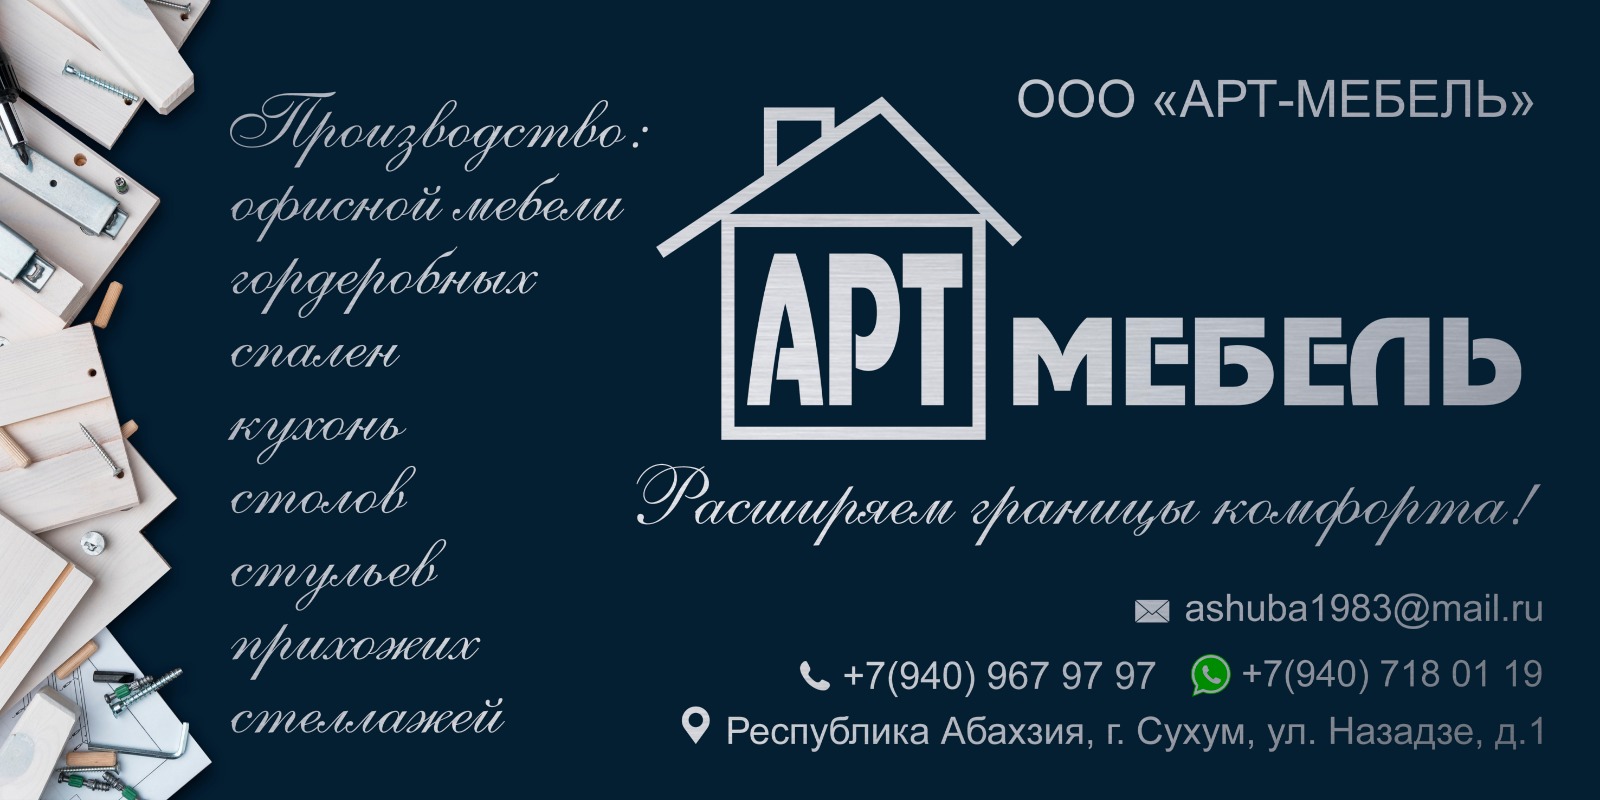 ООО «АРТ-МЕБЕЛЬ»
Производство:
офисной мебели
гордеробных
спален
кухонь
столов
стульев
прихожих
стеллажей
АРТ МЕБЕЛЬ
Расширяем границы комфорта!
ashuba1983@mail.ru
+7(940) 967 97 97 +7(940) 718 01 19
Республика Абахзия, г. Сухум, ул. Назадзе, д.1